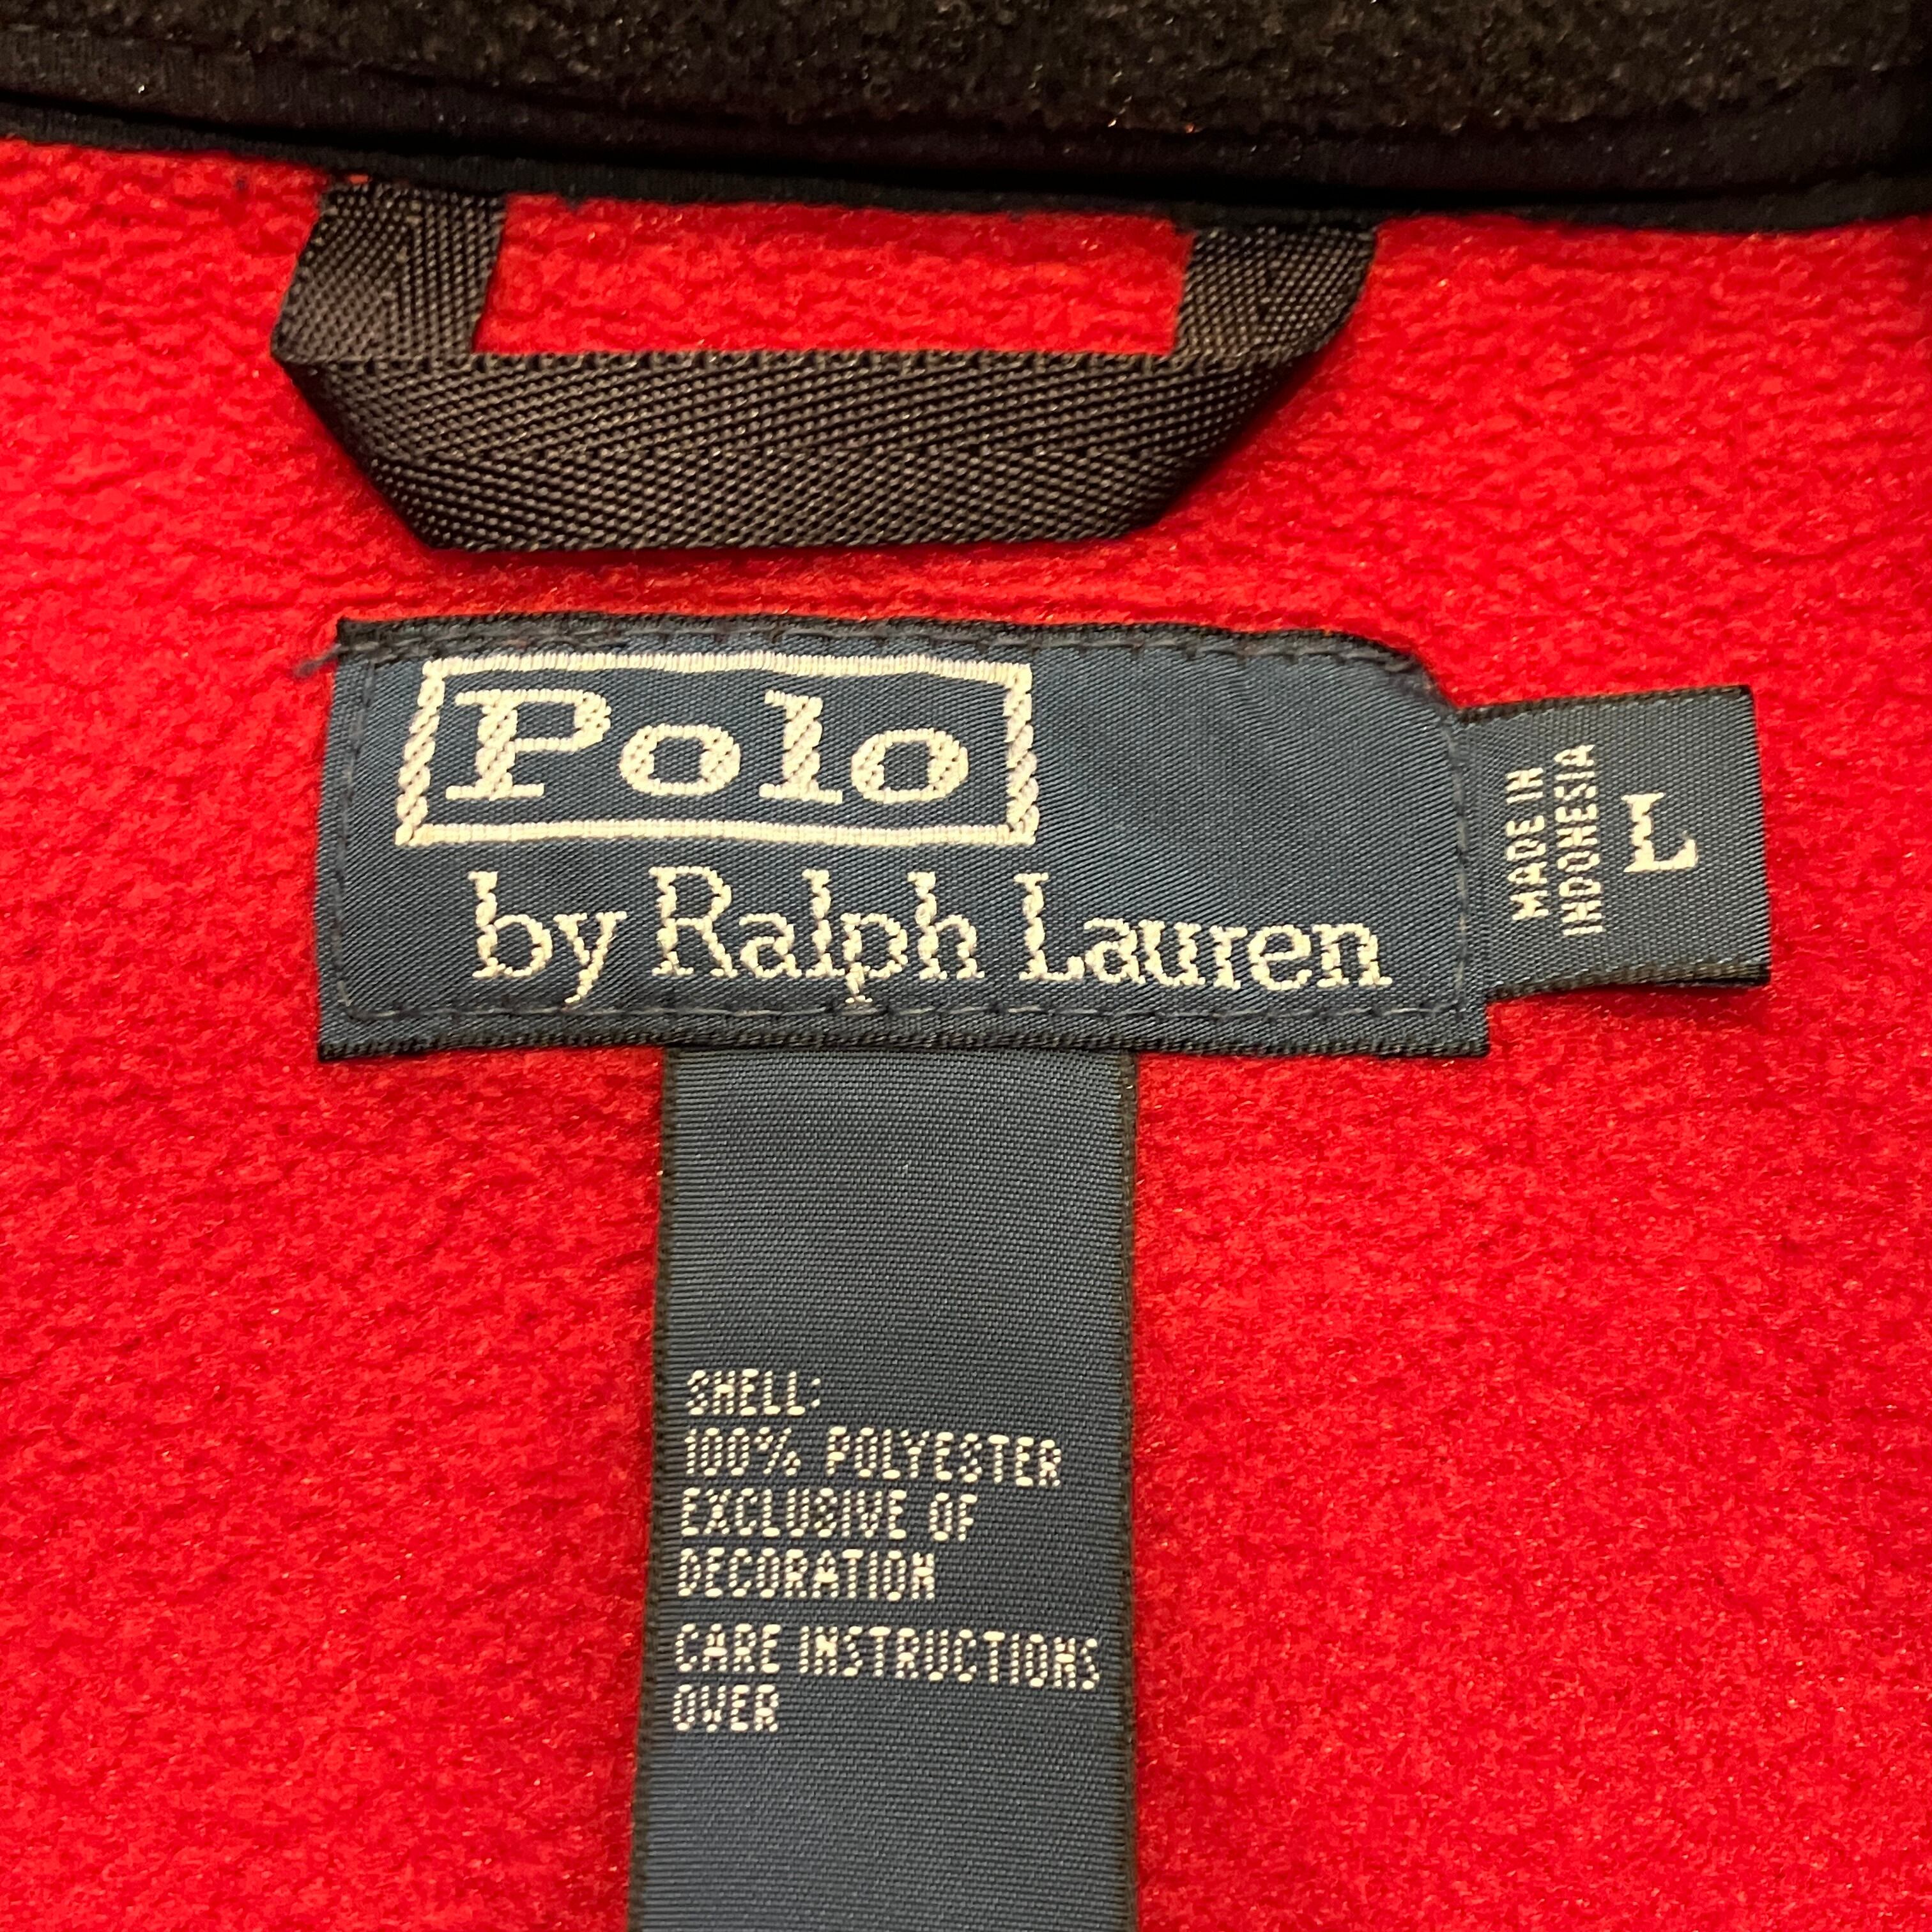 Polo
by Ralph Lauren
MADE IN
INDONESIA
L
SHELL:
100% POLYESTER
EXCLUSIVE OF
DECORATION
CARE INSTRUCTIONS
OVER